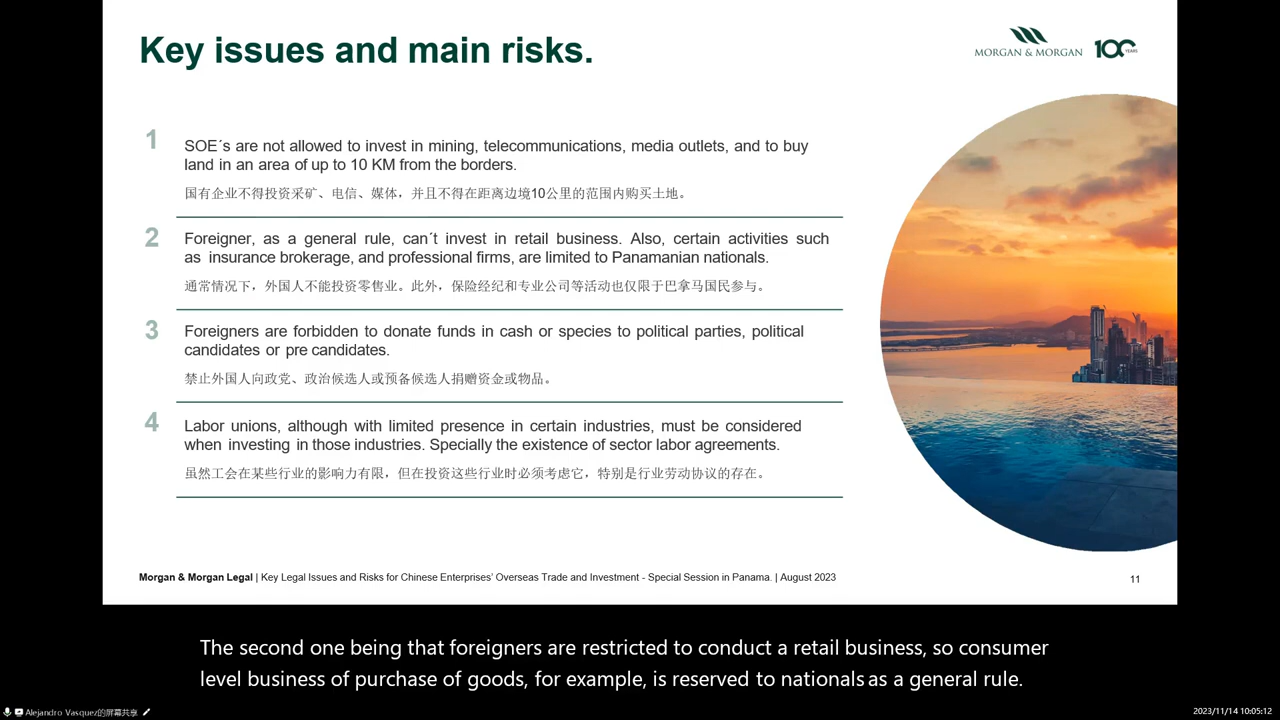 Key issues and main risks.
MORGAN & MORGAN
100 YEARS
1
SOE´s are not allowed to invest in mining, telecommunications, media outlets, and to buy
land in an area of up to 10 KM from the borders.
国有企业不得投资采矿、电信、媒体，并且不得在距离边境10公里的范围内购买土地。
2
Foreigner, as a general rule, can´t invest in retail business. Also, certain activities such
as insurance brokerage, and professional firms, are limited to Panamanian nationals.
通常情况下，外国人不能投资零售业。此外，保险经纪和专业公司等活动也仅限于巴拿马国民参与。
3
Foreigners are forbidden to donate funds in cash or species to political parties, political
candidates or pre candidates.
禁止外国人向政党、政治候选人或预备候选人捐赠资金或物品。
4
Labor unions, although with limited presence in certain industries, must be considered
when investing in those industries. Specially the existence of sector labor agreements.
虽然工会在某些行业的影响力有限，但在投资这些行业时必须考虑它，特别是行业劳动协议的存在。
Morgan & Morgan Legal | Key Legal Issues and Risks for Chinese Enterprises' Overseas Trade and Investment - Special Session in Panama. | August 2023
11
The second one being that foreigners are restricted to conduct a retail business, so consumer
level business of purchase of goods, for example, is reserved to nationals as a general rule.
Alejandro Vasquez的屏幕共享
2023/11/14 10:05:12